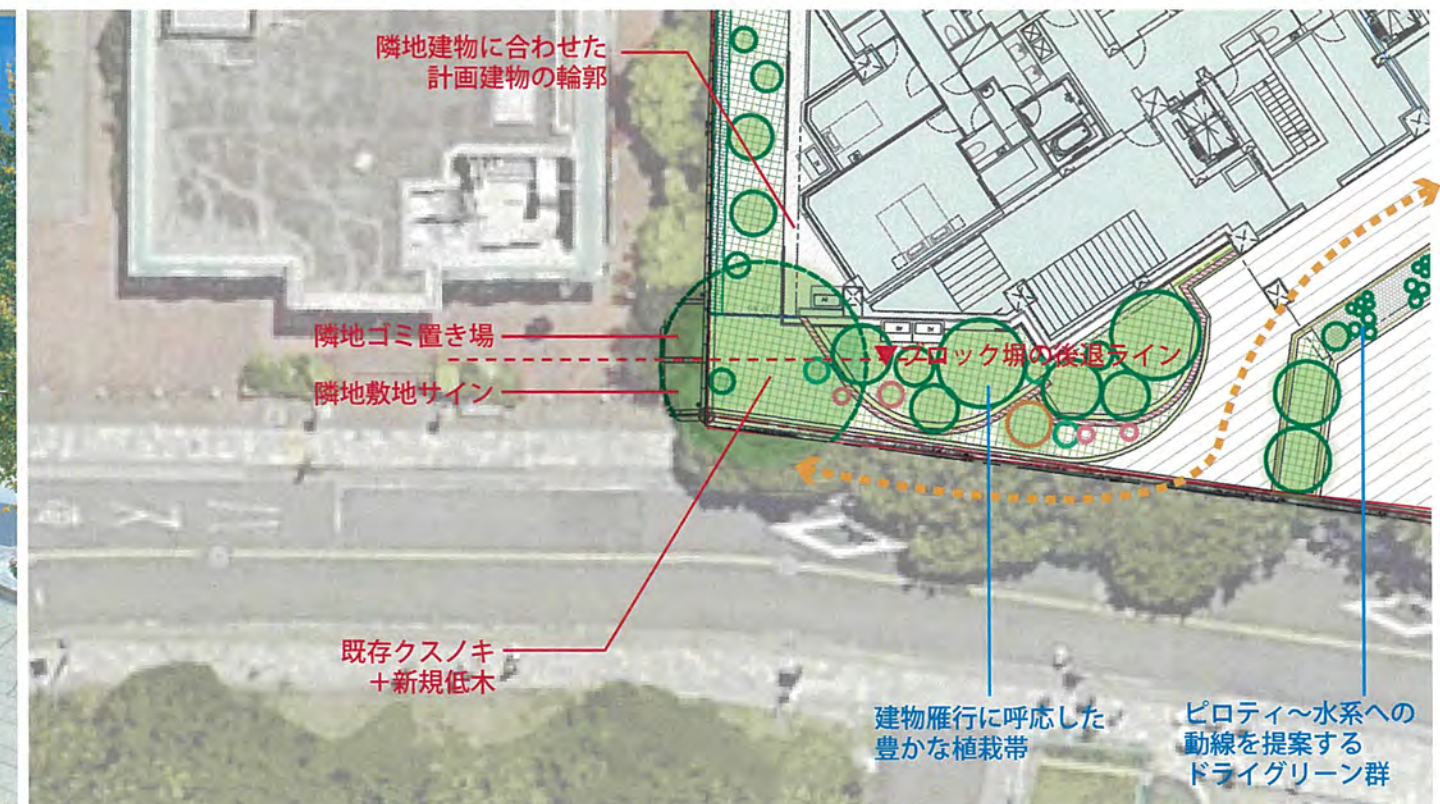 隣地建物に合わせた
計画建物の輪郭
隣地ゴミ置き場
▼ブロック塀の後退ライン
隣地敷地サイン
既存クスノキ
＋新規低木
建物雁行に呼応した
豊かな植栽帯
ピロティ～水系への
動線を提案する
ドライグリーン群